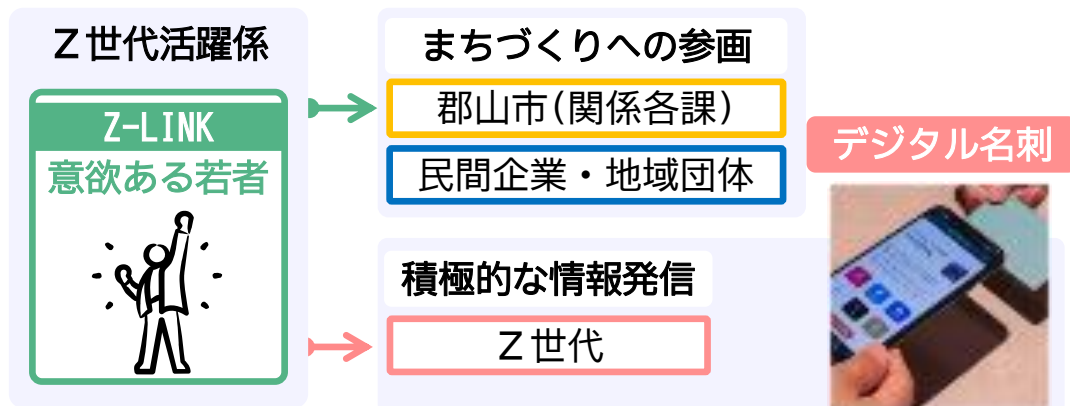 Z世代活躍係
Z-LINK
意欲ある若者
まちづくりへの参画
郡山市(関係各課)
民間企業・地域団体
デジタル名刺
積極的な情報発信
Z世代